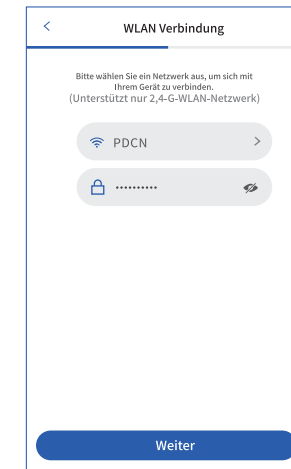 WLAN Verbindung
Bitte wählen Sie ein Netzwerk aus, um sich mit
Ihrem Gerät zu verbinden.
(Unterstützt nur 2,4-G-WLAN-Netzwerk)
PDCN
••••••••••
Weiter